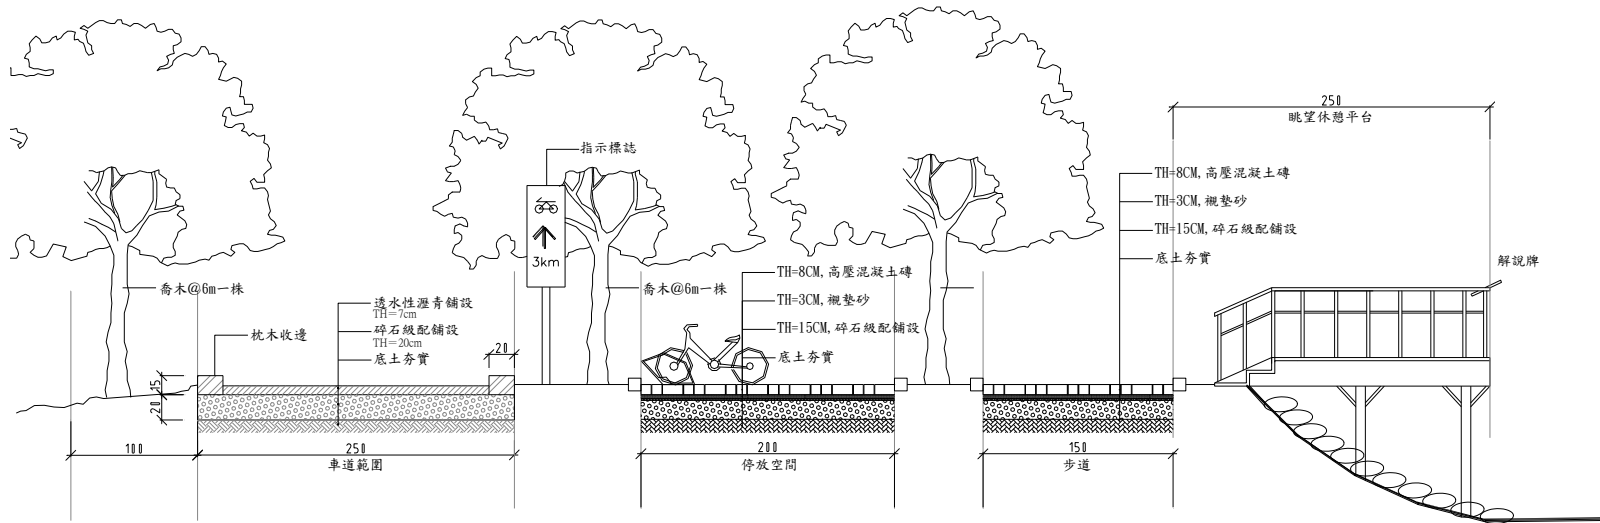 250
眺望休憩平台
指示標誌
TH=8CM,高壓混凝土磚
TH=3CM,襯墊砂
TH=15CM,碎石級配舖設
底土夯實
解說牌
3km
喬木@6m一株
透水性瀝青舖設
TH=7cm
碎石級配舖設
TH=20cm
底土夯實
枕木收邊
20
喬木@6m一株
TH=8CM,高壓混凝土磚
TH=3CM,襯墊砂
TH=15CM,碎石級配舖設
底土夯實
15
20
100
250
車道範圍
200
停放空間
150
步道